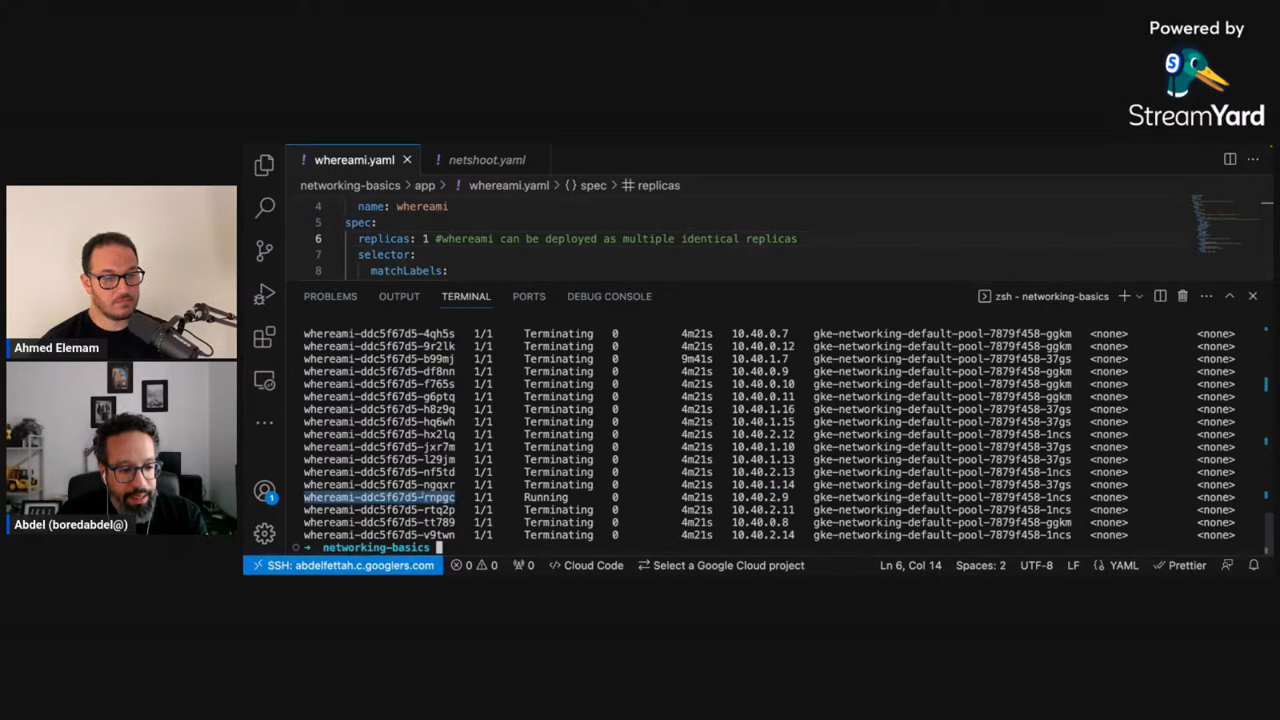 Powered by
S
StreamYard
! whereami.yaml × ! netshoot.yaml
networking-basics > app > ! whereami.yaml > {} spec > # replicas
4 name: whereami
5 spec:
6 replicas: 1 #whereami can be deployed as multiple identical replicas
7 selector:
8 matchLabels:
PROBLEMS OUTPUT TERMINAL PORTS DEBUG CONSOLE zsh - networking-basics
whereami-ddc5f67d5-4qh5s 1/1 Terminating 0 4m21s 10.40.0.7 gke-networking-default-pool-7879f458-ggkm <none> <none>
whereami-ddc5f67d5-9r2lk 1/1 Terminating 0 4m21s 10.40.0.12 gke-networking-default-pool-7879f458-ggkm <none> <none>
whereami-ddc5f67d5-b99mj 1/1 Terminating 0 9m41s 10.40.1.7 gke-networking-default-pool-7879f458-37gs <none> <none>
whereami-ddc5f67d5-df8nn 1/1 Terminating 0 4m21s 10.40.0.9 gke-networking-default-pool-7879f458-ggkm <none> <none>
whereami-ddc5f67d5-f765s 1/1 Terminating 0 4m21s 10.40.0.10 gke-networking-default-pool-7879f458-ggkm <none> <none>
whereami-ddc5f67d5-g6ptq 1/1 Terminating 0 4m21s 10.40.0.11 gke-networking-default-pool-7879f458-ggkm <none> <none>
whereami-ddc5f67d5-h8z9q 1/1 Terminating 0 4m21s 10.40.1.16 gke-networking-default-pool-7879f458-37gs <none> <none>
whereami-ddc5f67d5-hq6wh 1/1 Terminating 0 4m21s 10.40.1.15 gke-networking-default-pool-7879f458-37gs <none> <none>
whereami-ddc5f67d5-hx2lq 1/1 Terminating 0 4m21s 10.40.2.12 gke-networking-default-pool-7879f458-1ncs <none> <none>
whereami-ddc5f67d5-jxr7m 1/1 Terminating 0 4m21s 10.40.1.10 gke-networking-default-pool-7879f458-37gs <none> <none>
whereami-ddc5f67d5-l29jm 1/1 Terminating 0 4m21s 10.40.1.13 gke-networking-default-pool-7879f458-37gs <none> <none>
whereami-ddc5f67d5-nf5td 1/1 Terminating 0 4m21s 10.40.2.13 gke-networking-default-pool-7879f458-1ncs <none> <none>
whereami-ddc5f67d5-ngqxr 1/1 Terminating 0 4m21s 10.40.1.14 gke-networking-default-pool-7879f458-37gs <none> <none>
whereami-ddc5f67d5-rnpgc 1/1 Running 0 4m21s 10.40.2.9 gke-networking-default-pool-7879f458-1ncs <none> <none>
whereami-ddc5f67d5-rtq2p 1/1 Terminating 0 4m21s 10.40.2.11 gke-networking-default-pool-7879f458-1ncs <none> <none>
whereami-ddc5f67d5-tt789 1/1 Terminating 0 4m21s 10.40.0.8 gke-networking-default-pool-7879f458-ggkm <none> <none>
whereami-ddc5f67d5-v9twn 1/1 Terminating 0 4m21s 10.40.2.14 gke-networking-default-pool-7879f458-1ncs <none> <none>
networking-basics
1
SSH: abdelfettah.c.googlers.com 0 0 0 Cloud Code Select a Google Cloud project Ln 6, Col 14 Spaces: 2 UTF-8 LF {} YAML Prettier
Ahmed Elemam
Abdel (boredabdel@)